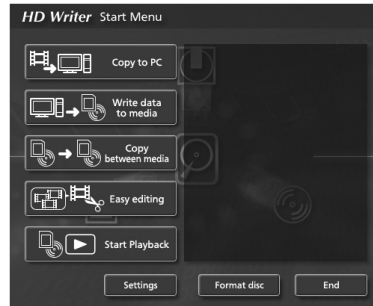 HD Writer Start Menu
Copy to PC
Write data
to media
Copy
between media
Easy editing
Start Playback
Settings
Format disc
End